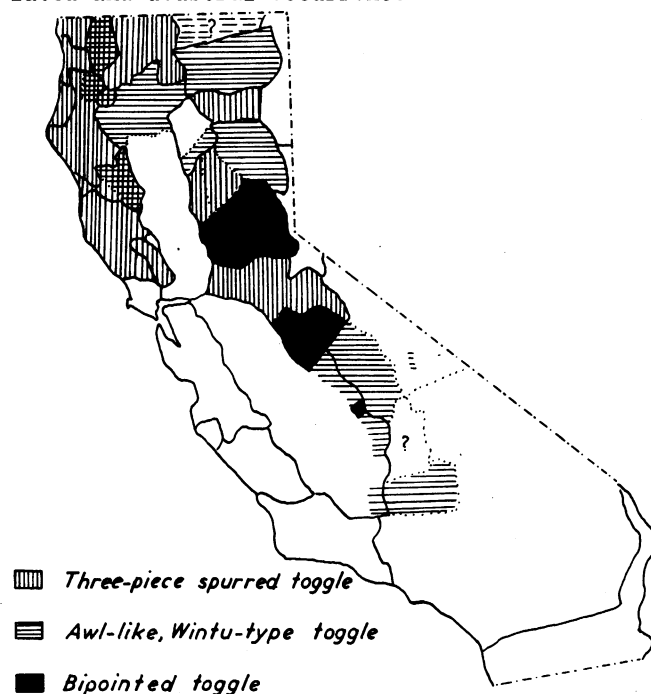 ?
?
Three-piece spurred toggle
Awl-like, Wintu-type toggle
Bipointed toggle